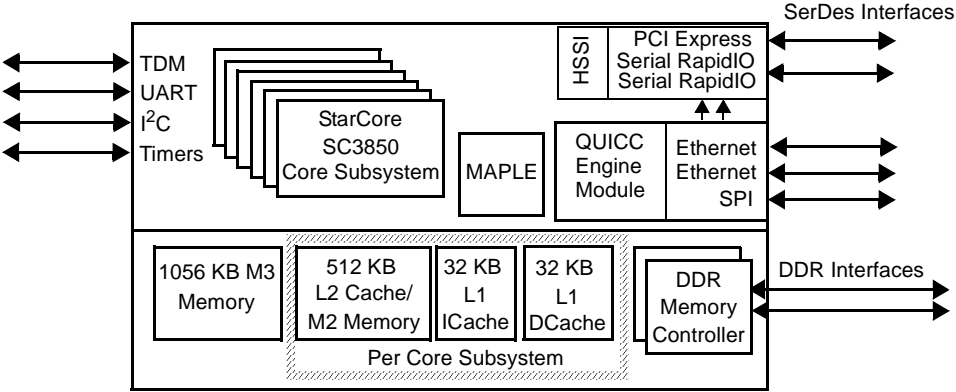 SerDes Interfaces
TDM
UART
I²C
Timers
StarCore
SC3850
Core Subsystem
MAPLE
HSSI
PCI Express
Serial RapidIO
Serial RapidIO
QUICC
Engine
Module
Ethernet
Ethernet
SPI
1056 KB M3
Memory
512 KB
L2 Cache/
M2 Memory
32 KB
L1
ICache
32 KB
L1
DCache
Per Core Subsystem
DDR
Memory
Controller
DDR Interfaces